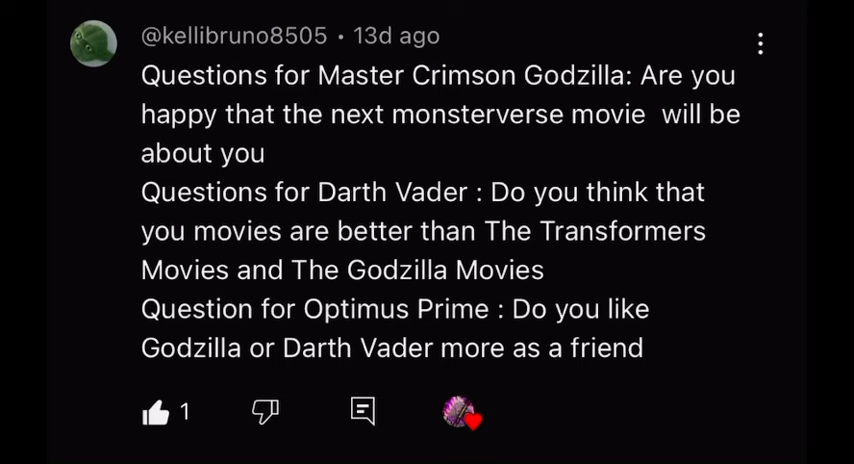 @kellibruno8505 • 13d ago
Questions for Master Crimson Godzilla: Are you
happy that the next monsterverse movie  will be
about you
Questions for Darth Vader : Do you think that
you movies are better than The Transformers
Movies and The Godzilla Movies
Question for Optimus Prime : Do you like
Godzilla or Darth Vader more as a friend
1